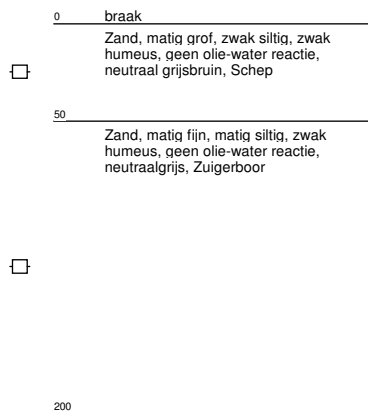 0 braak
Zand, matig grof, zwak siltig, zwak
humeus, geen olie-water reactie,
neutraal grijsbruin, Schep
50
Zand, matig fijn, matig siltig, zwak
humeus, geen olie-water reactie,
neutraalgrijs, Zuigerboor
200